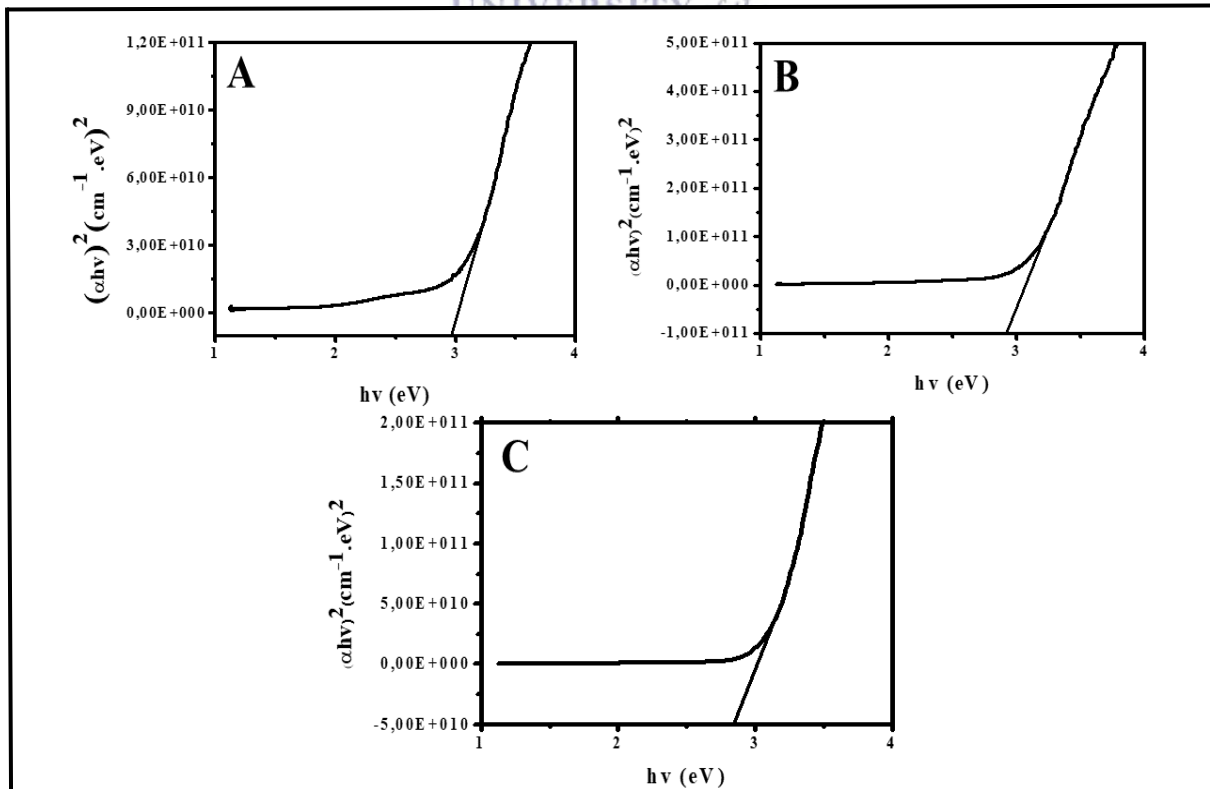 UNIVERSITY of
A
1,20E+011
9,00E+010
6,00E+010
3,00E+010
0,00E+000
(αhν)² (cm⁻¹.eV)²
1 2 3 4
hν (eV)
B
5,00E+011
4,00E+011
3,00E+011
2,00E+011
1,00E+011
0,00E+000
-1,00E+011
(αhν)²(cm⁻¹.eV)²
1 2 3 4
hν (eV)
C
2,00E+011
1,50E+011
1,00E+011
5,00E+010
0,00E+000
-5,00E+010
(αhν)²(cm⁻¹.eV)²
1 2 3 4
hν (eV)